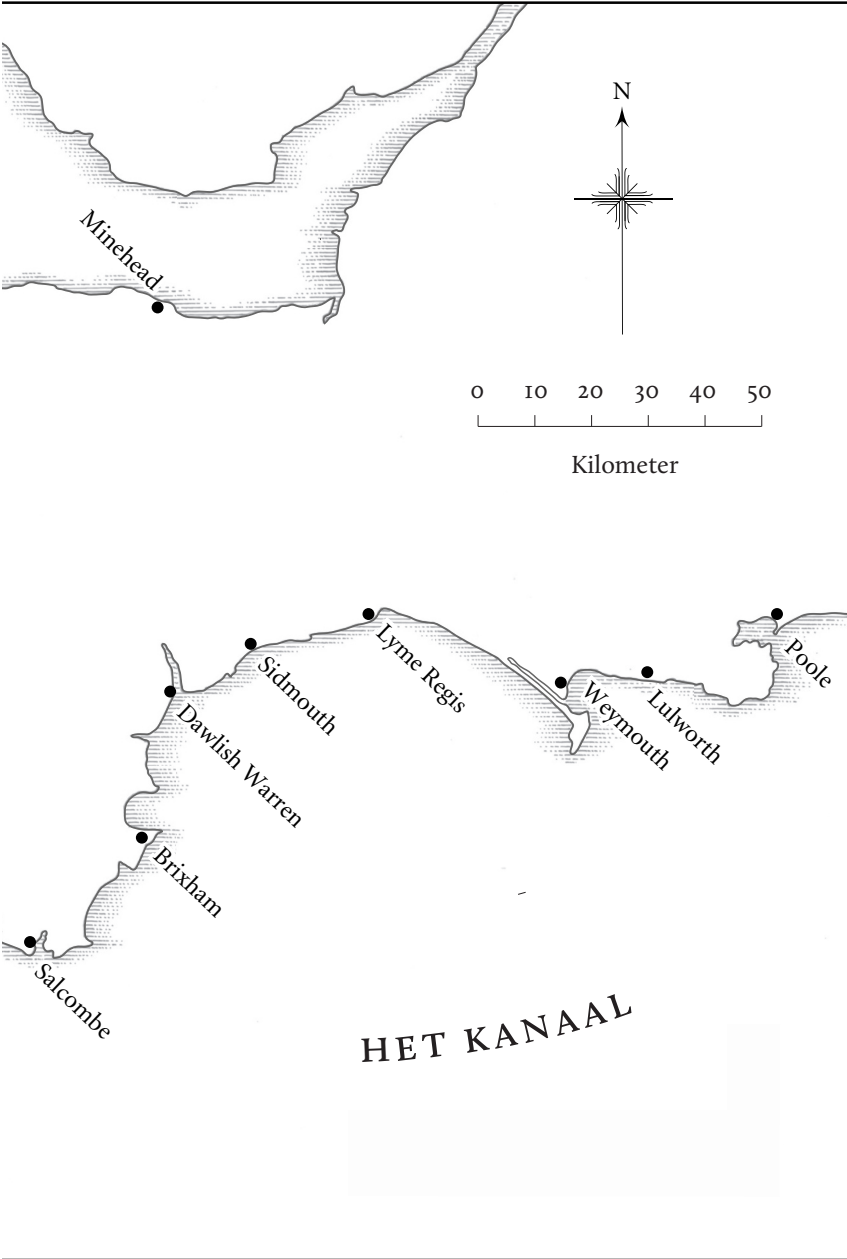 N
Minehead
0 10 20 30 40 50
Kilometer
Poole
Lyme Regis
Sidmouth
Lulworth
Weymouth
Dawlish Warren
Brixham
Salcombe
HET KANAAL